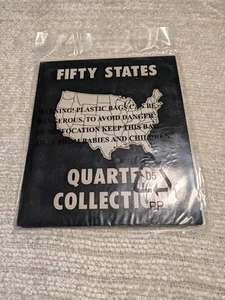 FIFTY STATES
WARNING! PLASTIC BAGS CAN BE
DANGEROUS, TO AVOID DANGER
OF SUFFOCATION KEEP THIS BAG
AWAY FROM BABIES AND CHILDREN
QUARTER
05
COLLECTION
PP